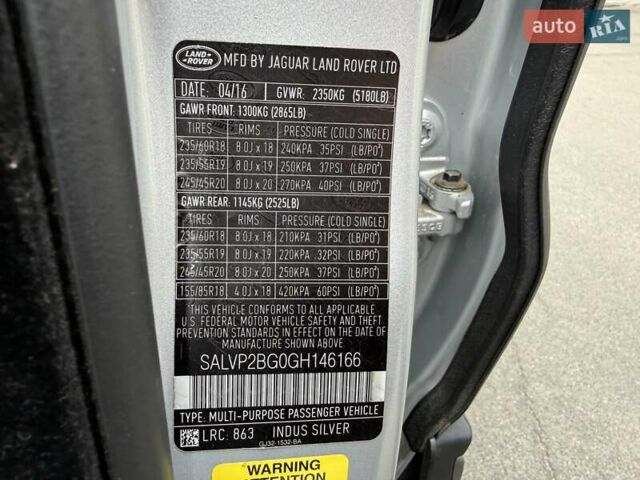 auto RIA
LAND ROVER
MFD BY JAGUAR LAND ROVER LTD
DATE: 04/16 GVWR: 2350KG (5180LB)
GAWR FRONT: 1300KG (2865LB)
TIRES RIMS PRESSURE (COLD SINGLE)
235/60R18 8.0J x 18 240KPA 35PSI (LB/PO²)
235/55R19 8.0J x 19 250KPA 37PSI (LB/PO²)
245/45R20 8.0J x 20 270KPA 40PSI (LB/PO²)
GAWR REAR: 1145KG (2525LB)
TIRES RIMS PRESSURE (COLD SINGLE)
235/60R18 8.0J x 18 210KPA 31PSI (LB/PO²)
235/55R19 8.0J x 19 220KPA 32PSI (LB/PO²)
245/45R20 8.0J x 20 250KPA 37PSI (LB/PO²)
155/85R18 4.0J x 18 420KPA 60PSI (LB/PO²)
THIS VEHICLE CONFORMS TO ALL APPLICABLE
U.S. FEDERAL MOTOR VEHICLE SAFETY AND THEFT
PREVENTION STANDARDS IN EFFECT ON THE DATE OF
MANUFACTURE SHOWN ABOVE
SALVP2BG0GH146166
TYPE: MULTI-PURPOSE PASSENGER VEHICLE
LRC: 863 INDUS SILVER
GJ32-1532-BA
WARNING
ATTENTION